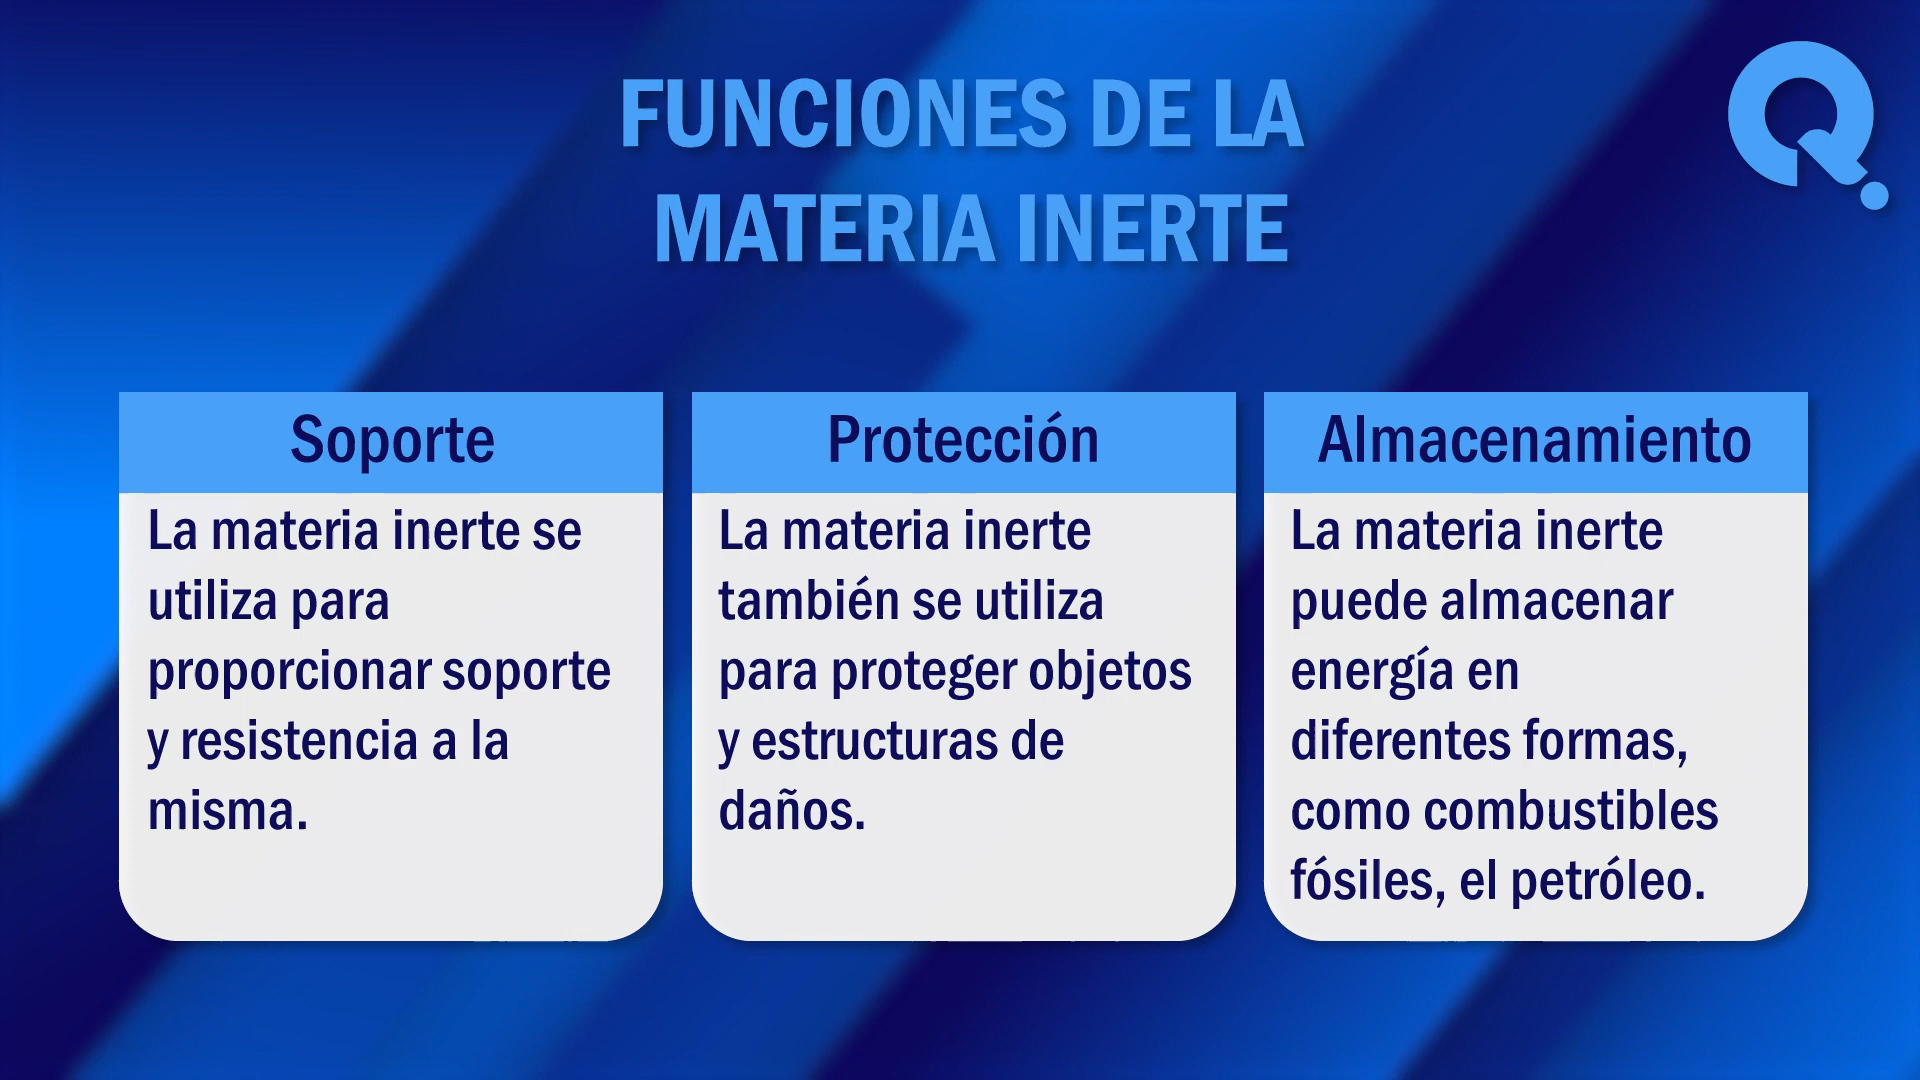 FUNCIONES DE LA
MATERIA INERTE
Soporte
La materia inerte se
utiliza para
proporcionar soporte
y resistencia a la
misma.
Protección
La materia inerte
también se utiliza
para proteger objetos
y estructuras de
daños.
Almacenamiento
La materia inerte
puede almacenar
energía en
diferentes formas,
como combustibles
fósiles, el petróleo.